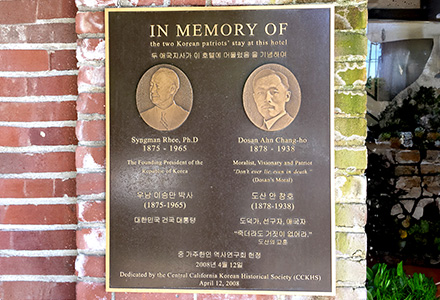 IN MEMORY OF
the two Korean patriots' stay at this hotel
두 애국지사가 이 호텔에 머물렀음 을 기념하여
Syngman Rhee, Ph.D
1875 - 1965
Dosan Ahn Chang-ho
1878 - 1938
The Founding President of the
Republic of Korea
Moralist, Visionary and Patriot
"Don't ever lie; even in death"
(Dosan's Moral)
우남 이승만 박사
(1875-1965)
대한민국 건국 대통령
도산 안 창호
(1878-1938)
도덕가, 선구자, 애국자
"죽더라도 거짓이 없어라."
도산의 교훈
중 가주한인 역사연구회 헌정
2008년 4월 12일
Dedicated by the Central California Korean Historical Society (CCKHS)
April 12, 2008